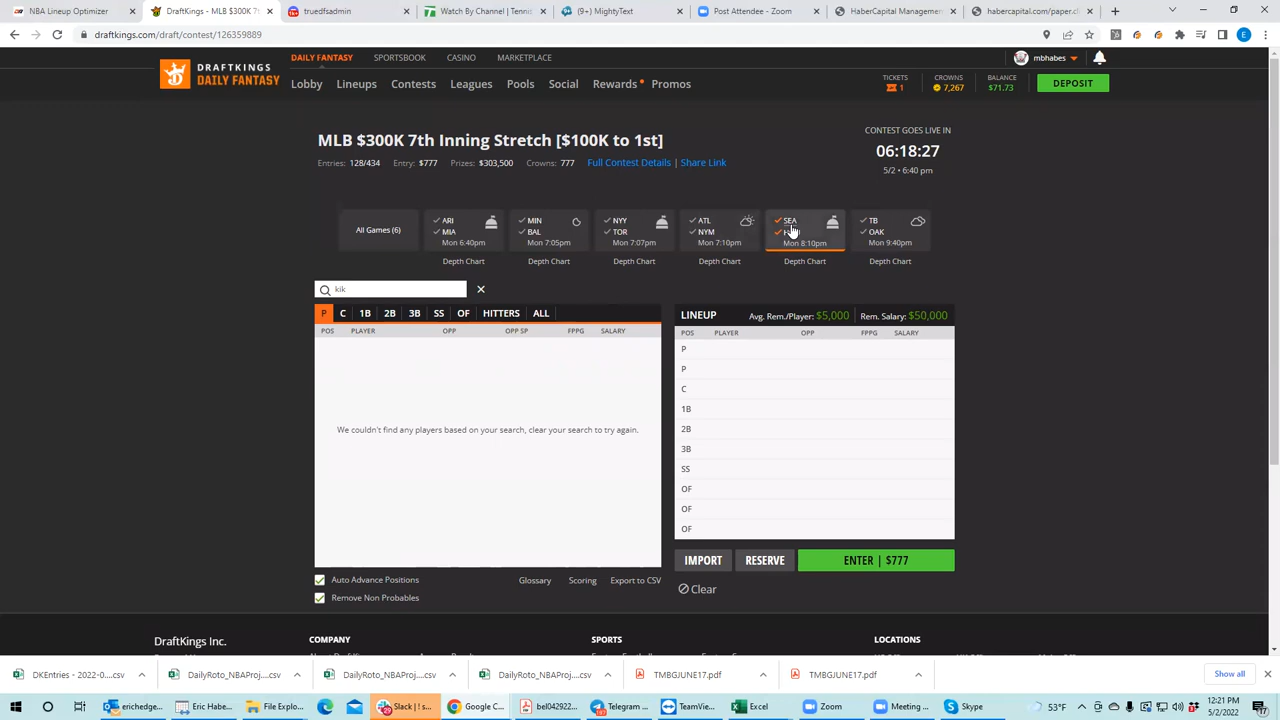 NBA Lineup Optimizer
DraftKings - MLB $300K 7t
truedfsadmin
Watch By Channel | Tennis
(9+) MightyText
Post Attendee - Zoom
HaberCapital Management
habercapital.com/paper.cl
draftkings.com/draft/contest/126359889
DAILY FANTASY SPORTSBOOK CASINO MARKETPLACE
mbhabes
DRAFTKINGS
DAILY FANTASY
Lobby Lineups Contests Leagues Pools Social Rewards Promos
TICKETS CROWNS BALANCE
1 7,267 $71.73
DEPOSIT
MLB $300K 7th Inning Stretch [$100K to 1st]
Entries: 128/434 Entry: $777 Prizes: $303,500 Crowns: 777 Full Contest Details | Share Link
CONTEST GOES LIVE IN
06:18:27
5/2 • 6:40 pm
All Games (6)
ARI
MIA
Mon 6:40pm
Depth Chart
MIN
BAL
Mon 7:05pm
Depth Chart
NYY
TOR
Mon 7:07pm
Depth Chart
ATL
NYM
Mon 7:10pm
Depth Chart
SEA
Mon 8:10pm
Depth Chart
TB
OAK
Mon 9:40pm
Depth Chart
kik
P C 1B 2B 3B SS OF HITTERS ALL
POS PLAYER OPP OPP SP FPPG SALARY
We couldn't find any players based on your search, clear your search to try again.
Auto Advance Positions
Remove Non Probables
Glossary Scoring Export to CSV
LINEUP Avg. Rem./Player: $5,000 Rem. Salary: $50,000
POS PLAYER OPP FPPG SALARY
P
P
C
1B
2B
3B
SS
OF
OF
OF
IMPORT RESERVE ENTER | $777
Clear
DraftKings Inc. COMPANY SPORTS LOCATIONS
DKEntries - 2022-0....csv
DailyRoto_NBAProj....csv
DailyRoto_NBAProj....csv
DailyRoto_NBAProj....csv
TMBGJUNE17.pdf
TMBGJUNE17.pdf
Show all
erichedge...
Eric Habe...
File Explo...
Slack | ! s...
Google C...
bel042922...
Telegram ...
TeamVie...
Excel
Zoom
Meeting ...
Skype
53°F
12:21 PM
5/2/2022